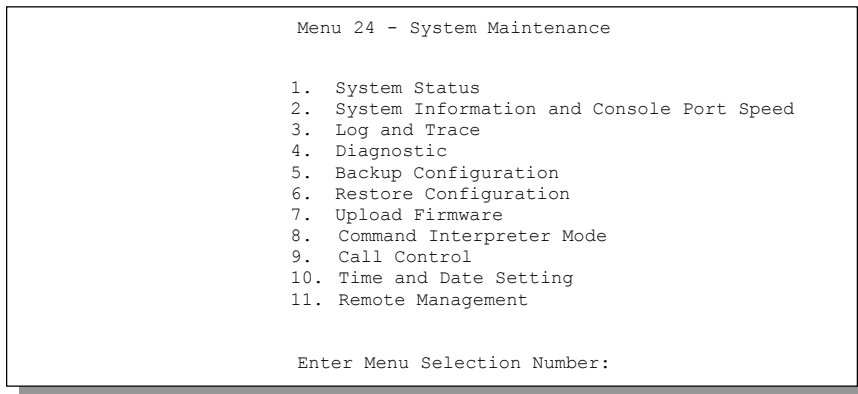 Menu 24 - System Maintenance
1. System Status
2. System Information and Console Port Speed
3. Log and Trace
4. Diagnostic
5. Backup Configuration
6. Restore Configuration
7. Upload Firmware
8. Command Interpreter Mode
9. Call Control
10. Time and Date Setting
11. Remote Management
Enter Menu Selection Number: